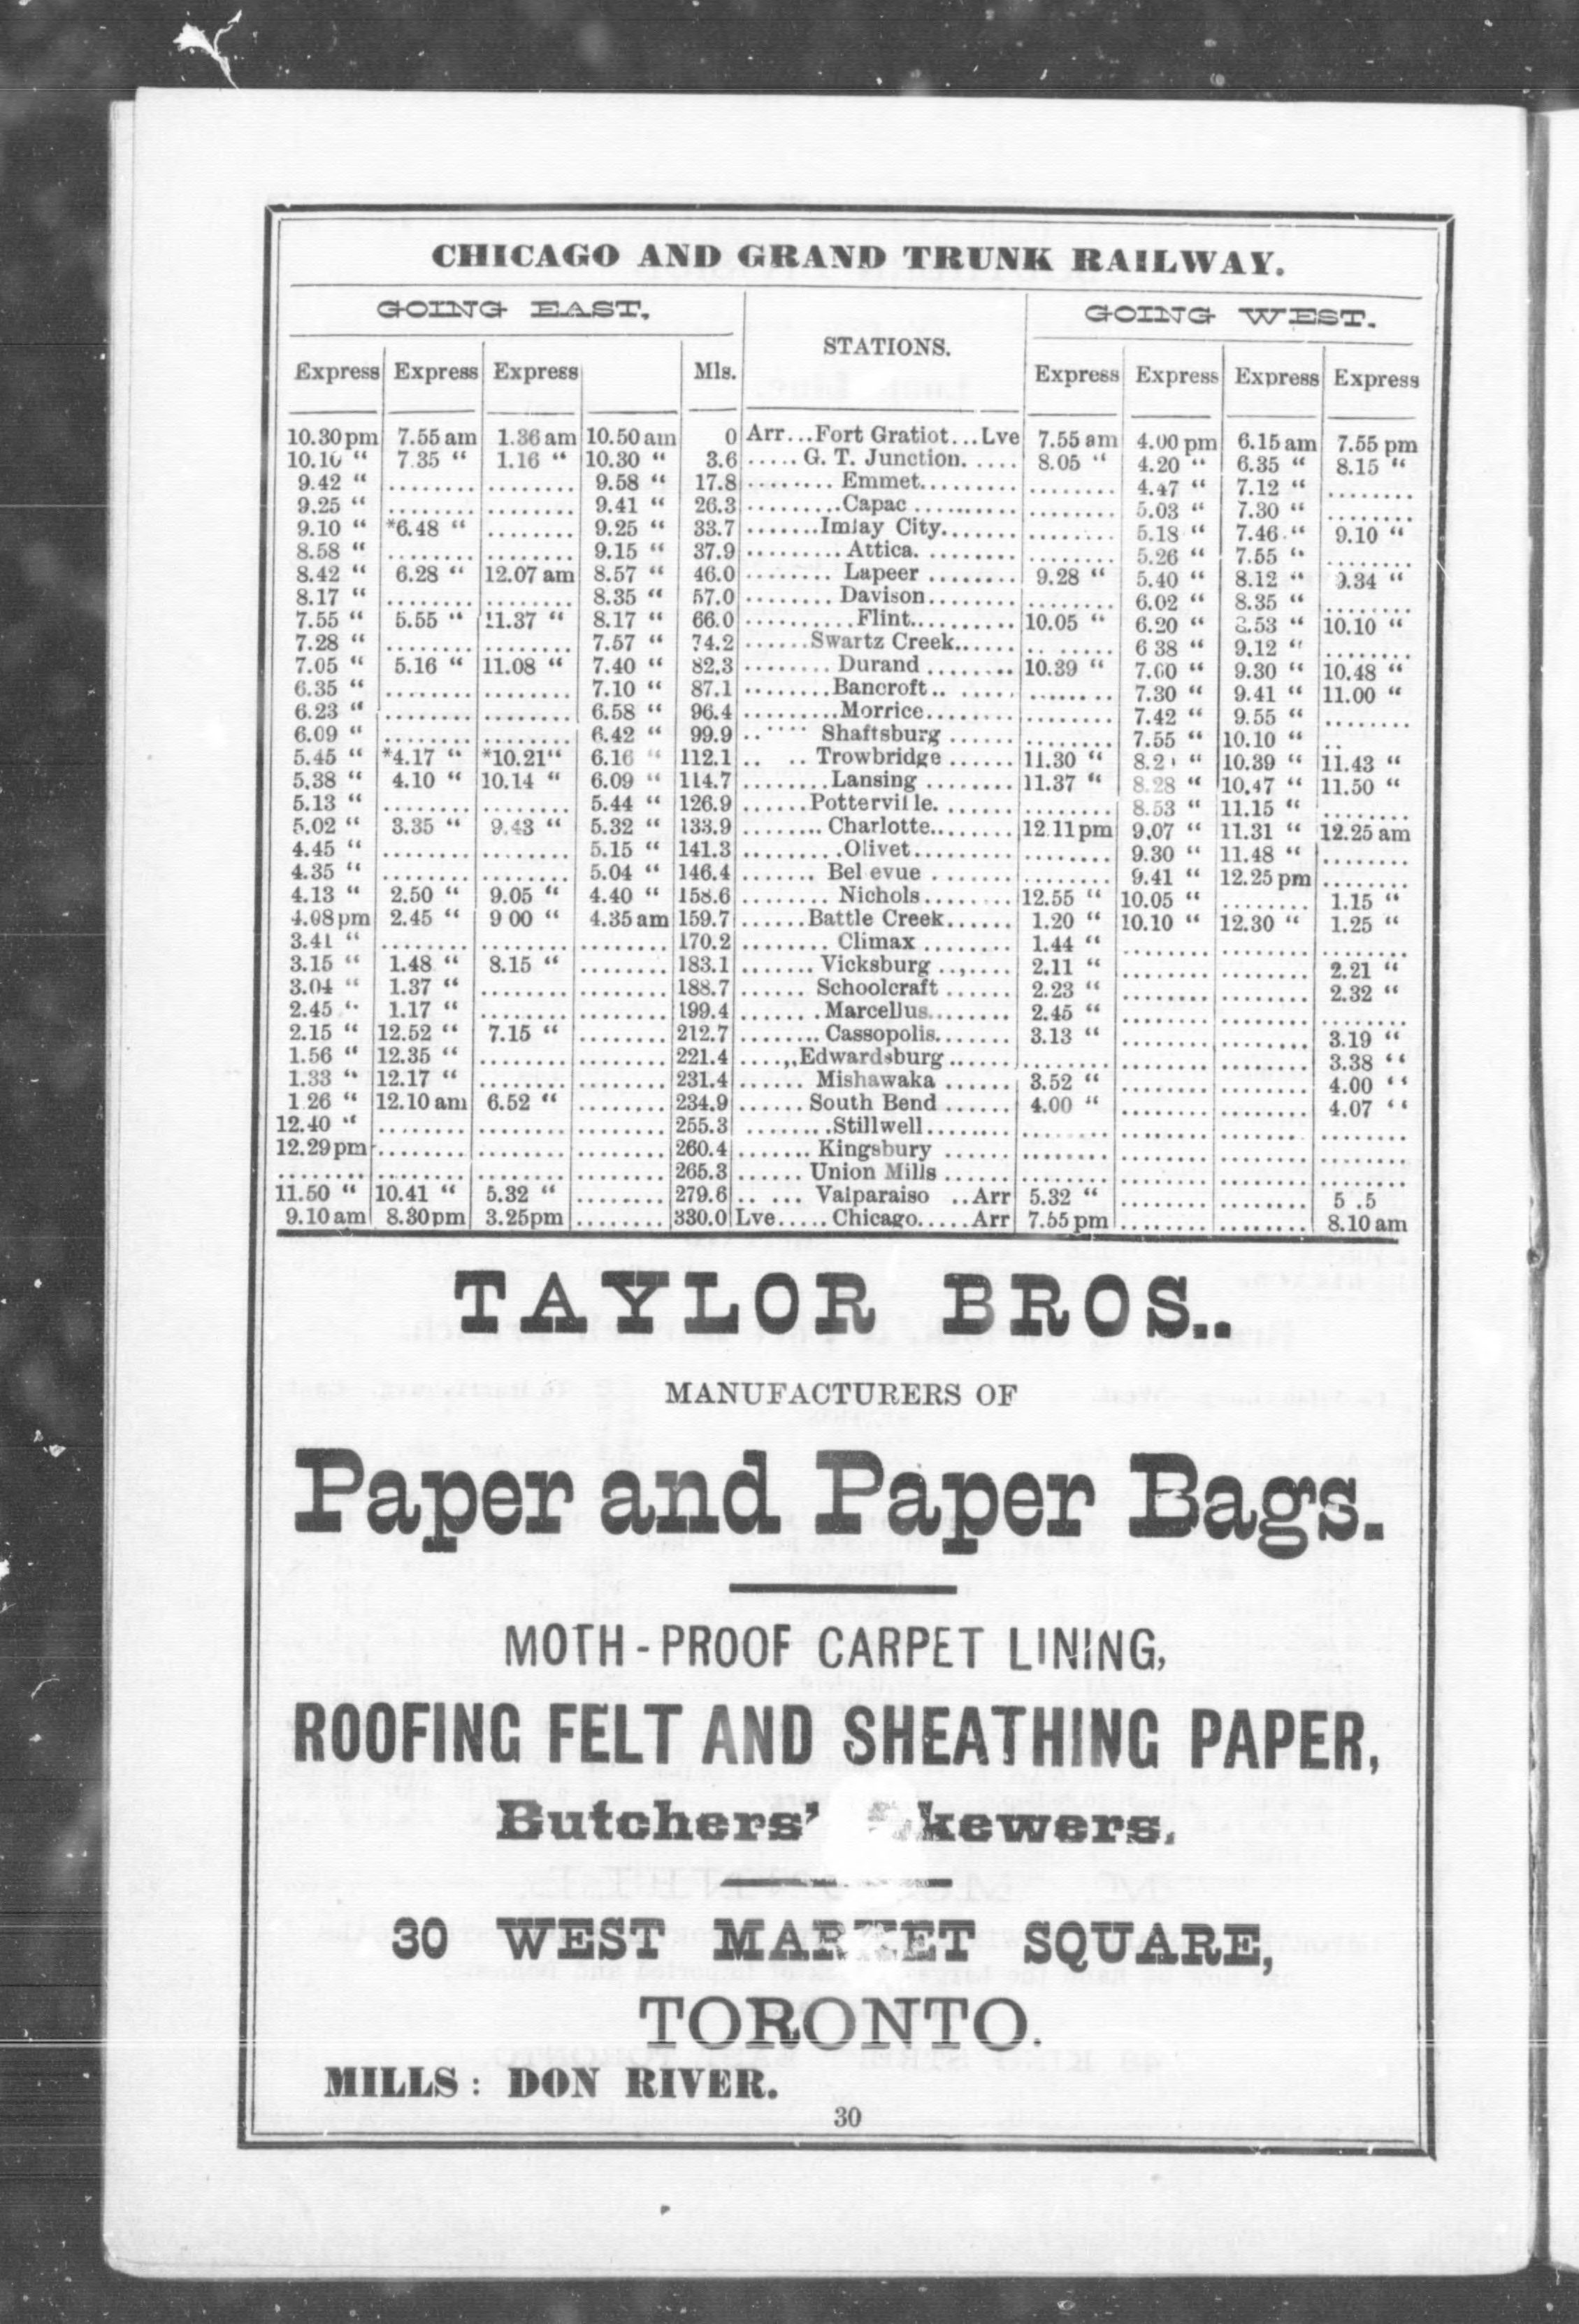 CHICAGO AND GRAND TRUNK RAILWAY.
GOING EAST. STATIONS. GOING WEST.
Express Express Express Mls. Express Express Express Express
10.30 pm 7.55 am 1.36 am 10.50 am 0 Arr...Fort Gratiot...Lve 7.55 am 4.00 pm 6.15 am 7.55 pm
10.10 “ 7.35 “ 1.16 “ 10.30 “ 3.6 ..... G. T. Junction. ..... 8.05 “ 4.20 “ 6.35 “ 8.15 “
9.42 “ ........ ........ 9.58 “ 17.8 ........ Emmet......... ........ 4.47 “ 7.12 “ ........
9.25 “ ........ ........ 9.41 “ 26.3 .........Capac .......... ........ 5.03 “ 7.30 “ ........
9.10 “ *6.48 “ ........ 9.25 “ 33.7 .......Imlay City....... ........ 5.18 “ 7.46 “ 9.10 “
8.58 “ ........ ........ 9.15 “ 37.9 ......... Attica. ........ ........ 5.26 “ 7.55 “ ........
8.42 “ 6.28 “ 12.07 am 8.57 “ 46.0 ........ Lapeer ........ 9.28 “ 5.40 “ 8.12 “ 9.34 “
8.17 “ ........ ........ 8.35 “ 57.0 ........ Davison........ ........ 6.02 “ 8.35 “ ........
7.55 “ 5.55 “ 11.37 “ 8.17 “ 66.0 ..........Flint.......... 10.05 “ 6.20 “ 8.53 “ 10.10 “
7.28 “ ........ ........ 7.57 “ 74.2 ......Swartz Creek...... ........ 6 38 “ 9.12 “ ........
7.05 “ 5.16 “ 11.08 “ 7.40 “ 82.3 ........ Durand ........ 10.39 “ 7.00 “ 9.30 “ 10.48 “
6.35 “ ........ ........ 7.10 “ 87.1 ........Bancroft.. ..... ........ 7.30 “ 9.41 “ 11.00 “
6.23 “ ........ ........ 6.58 “ 96.4 .........Morrice........ ........ 7.42 “ 9.55 “ ........
6.09 “ ........ ........ 6.42 “ 99.9 ...... Shaftsburg ...... ........ 7.55 “ 10.10 “ ..
5.45 “ *4.17 “ *10.21“ 6.16 “ 112.1 .. .. Trowbridge ...... 11.30 “ “ 10.39 “ 11.43 “
5.38 “ 4.10 “ 10.14 “ 6.09 “ 114.7 ........Lansing ........ 11.37 “ 8.28 “ 10.47 “ 11.50 “
5.13 “ ........ ........ 5.44 “ 126.9 ......Potterville. ....... ........ 8.53 “ 11.15 “ ........
5.02 “ 3.35 “ 9.43 “ 5.32 “ 133.9 ........ Charlotte........ 12.11 pm 9.07 “ 11.31 “ 12.25 am
4.45 “ ........ ........ 5.15 “ 141.3 .........Olivet.......... ........ 9.30 “ 11.48 “ ........
4.35 “ ........ ........ 5.04 “ 146.4 ....... Bel evue ........ ........ 9.41 “ 12.25 pm ........
4.13 “ 2.50 “ 9.05 “ 4.40 “ 158.6 ........ Nichols........ 12.55 “ 10.05 “ ........ 1.15 “
4.08 pm 2.45 “ 9 00 “ 4.35 am 159.7 ......Battle Creek...... 1.20 “ 10.10 “ 12.30 “ 1.25 “
3.41 “ ........ ........ ........ 170.2 ........ Climax ........ 1.44 “ ........ ........ ........
3.15 “ 1.48 “ 8.15 “ ........ 183.1 ....... Vicksburg ..,.... 2.11 “ ........ ........ 2.21 “
3.04 “ 1.37 “ ........ ........ 188.7 ...... Schoolcraft ...... 2.23 “ ........ ........ 2.32 “
2.45 “ 1.17 “ ........ ........ 199.4 ....... Marcellus........ 2.45 “ ........ ........ ........
2.15 “ 12.52 “ 7.15 “ ........ 212.7 ........ Cassopolis....... 3.13 “ ........ ........ 3.19 “
1.56 “ 12.35 “ ........ ........ 221.4 ....,,Edwardsburg...... ........ ........ ........ 3.38 “
1.33 “ 12.17 “ ........ ........ 231.4 ...... Mishawaka ...... 3.52 “ ........ ........ 4.00 “
1 26 “ 12.10 am 6.52 “ ........ 234.9 ...... South Bend ...... 4.00 “ ........ ........ 4.07 “
12.40 “ ........ ........ ........ 255.3 ........Stillwell........ ........ ........ ........ ........
12.29 pm ........ ........ ........ 260.4 ....... Kingsbury ...... ........ ........ ........ ........
........ ........ ........ ........ 265.3 ...... Union Mills ...... ........ ........ ........ ........
11.50 “ 10.41 “ 5.32 “ ........ 279.6 .. ... Valparaiso ..Arr 5.32 “ ........ ........ 5 .5
9.10 am 8.30pm 3.25pm ........ 330.0 Lve..... Chicago.....Arr 7.55 pm ........ ........ 8.10 am
TAYLOR BROS..
MANUFACTURERS OF
Paper and Paper Bags.
MOTH-PROOF CARPET LINING,
ROOFING FELT AND SHEATHING PAPER,
Butchers' Skewers.
30 WEST MARKET SQUARE,
TORONTO.
MILLS: DON RIVER.
30